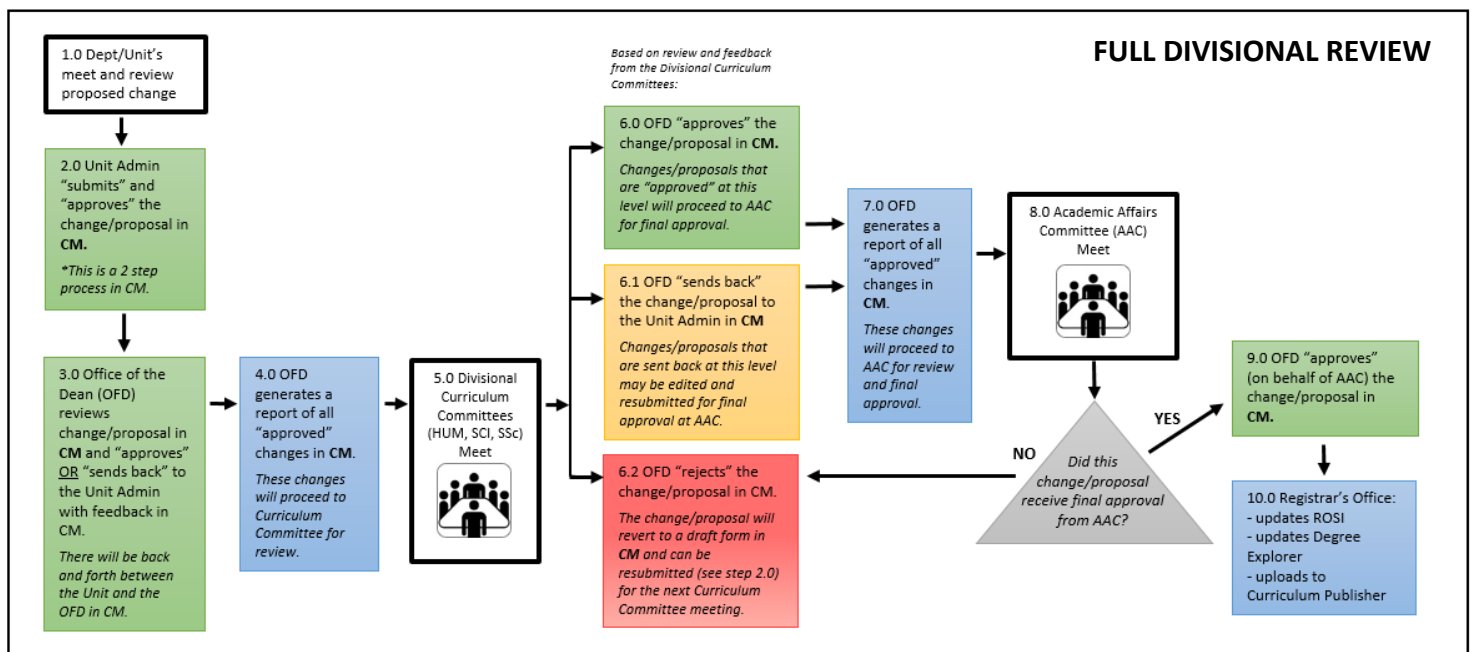 FULL DIVISIONAL REVIEW
1.0 Dept/Unit's
meet and review
proposed change
2.0 Unit Admin
“submits” and
“approves” the
change/proposal in
CM.
*This is a 2 step
process in CM.
3.0 Office of the
Dean (OFD)
reviews
change/proposal in
CM and “approves”
OR “sends back” to
the Unit Admin
with feedback in
CM.
There will be back
and forth between
the Unit and the
OFD in CM.
4.0 OFD
generates a
report of all
“approved”
changes in CM.
These changes
will proceed to
Curriculum
Committee for
review.
5.0 Divisional
Curriculum
Committees
(HUM, SCI, SSc)
Meet
Based on review and feedback
from the Divisional Curriculum
Committees:
6.0 OFD “approves” the
change/proposal in CM.
Changes/proposals that
are “approved” at this
level will proceed to AAC
for final approval.
6.1 OFD “sends back”
the change/proposal to
the Unit Admin in CM
Changes/proposals that
are sent back at this level
may be edited and
resubmitted for final
approval at AAC.
6.2 OFD “rejects” the
change/proposal in CM.
The change/proposal will
revert to a draft form in
CM and can be
resubmitted (see step 2.0)
for the next Curriculum
Committee meeting.
7.0 OFD
generates a
report of all
“approved”
changes in
CM.
These changes
will proceed to
AAC for review
and final
approval.
8.0 Academic Affairs
Committee (AAC)
Meet
NO
YES
Did this
change/proposal
receive final approval
from AAC?
9.0 OFD “approves”
(on behalf of AAC) the
change/proposal in
CM.
10.0 Registrar's Office:
- updates ROSI
- updates Degree
Explorer
- uploads to
Curriculum Publisher